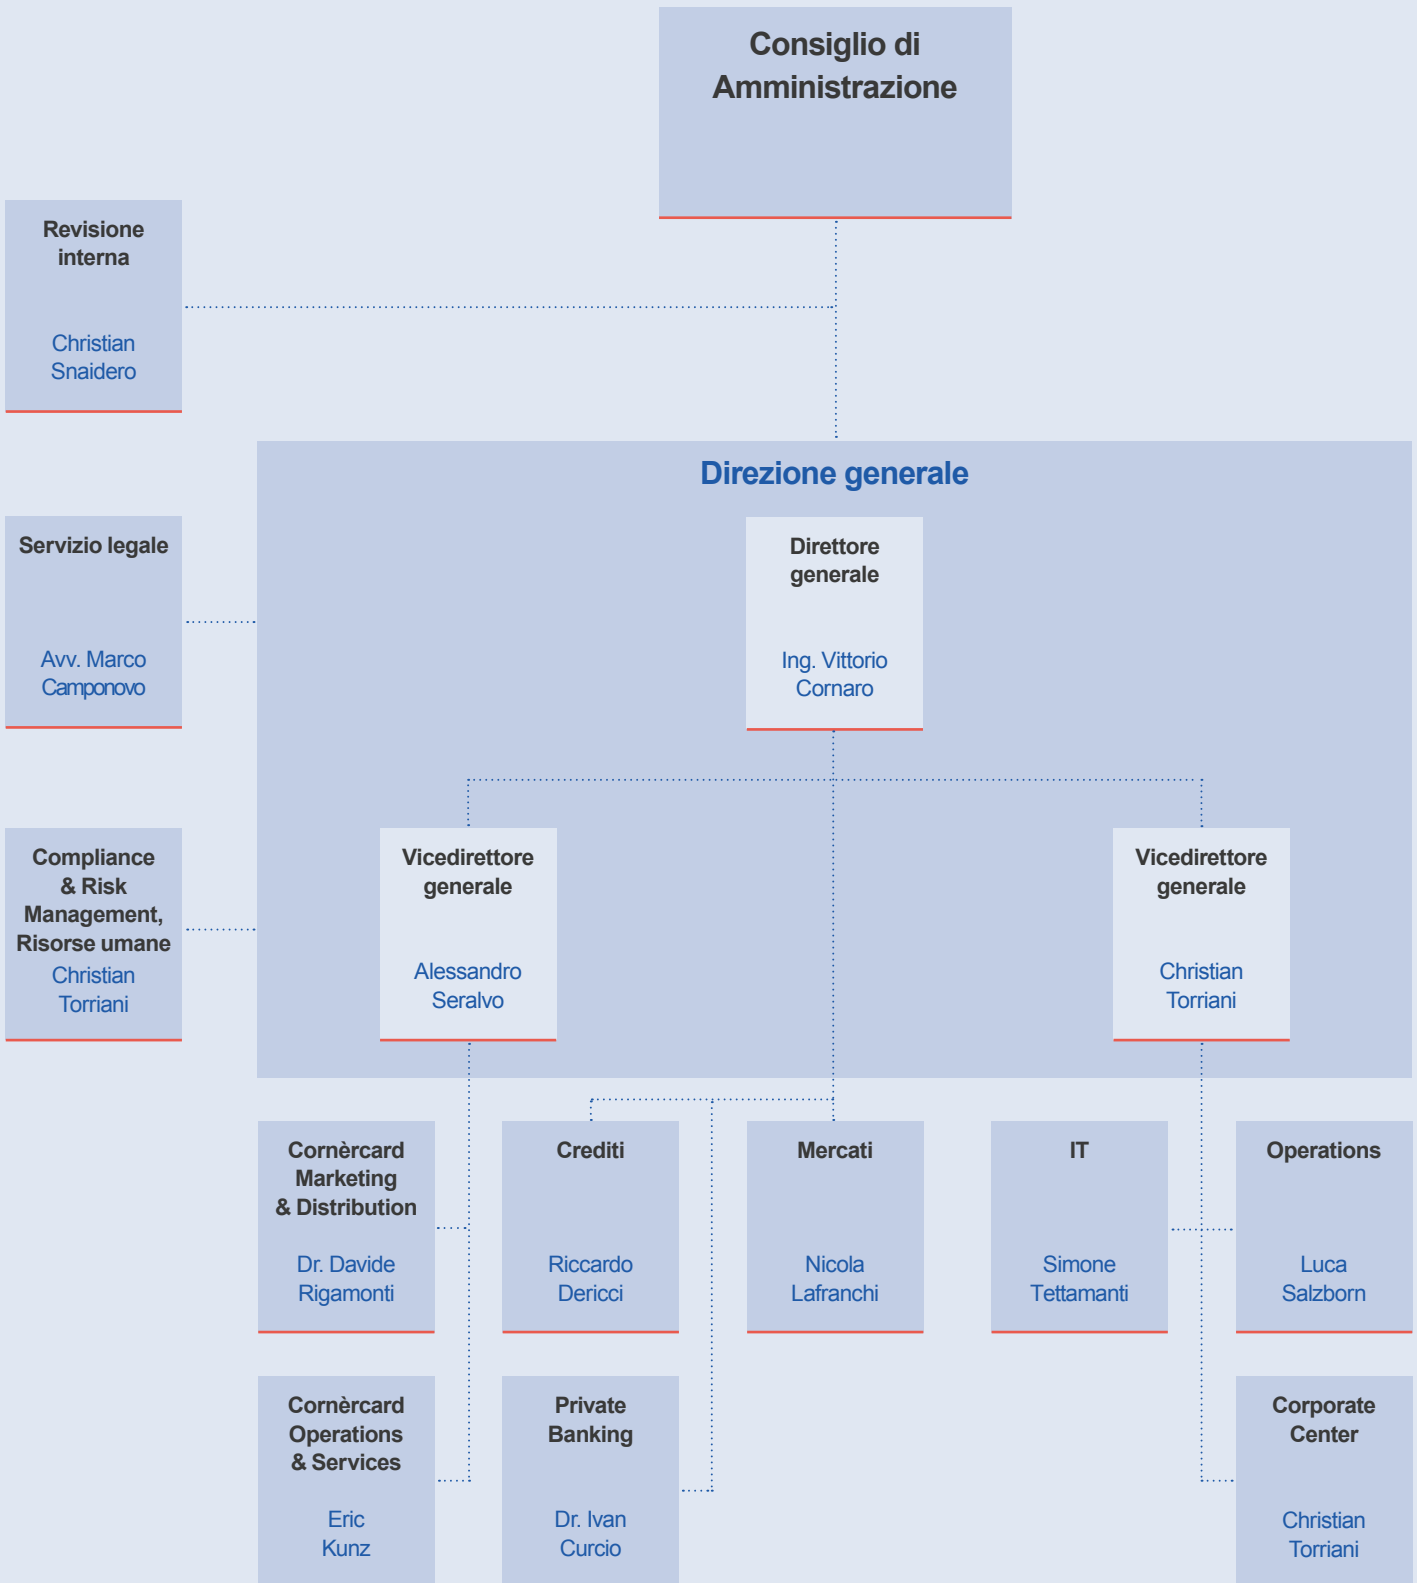 Consiglio di
Amministrazione
Revisione
interna
Christian
Snaidero
Direzione generale
Servizio legale
Avv. Marco
Camponovo
Direttore
generale
Ing. Vittorio
Cornaro
Compliance
& Risk
Management,
Risorse umane
Christian
Torriani
Vicedirettore
generale
Alessandro
Seralvo
Vicedirettore
generale
Christian
Torriani
Cornèrcard
Marketing
& Distribution
Dr. Davide
Rigamonti
Crediti
Riccardo
Dericci
Mercati
Nicola
Lafranchi
IT
Simone
Tettamanti
Operations
Luca
Salzborn
Cornèrcard
Operations
& Services
Eric
Kunz
Private
Banking
Dr. Ivan
Curcio
Corporate
Center
Christian
Torriani